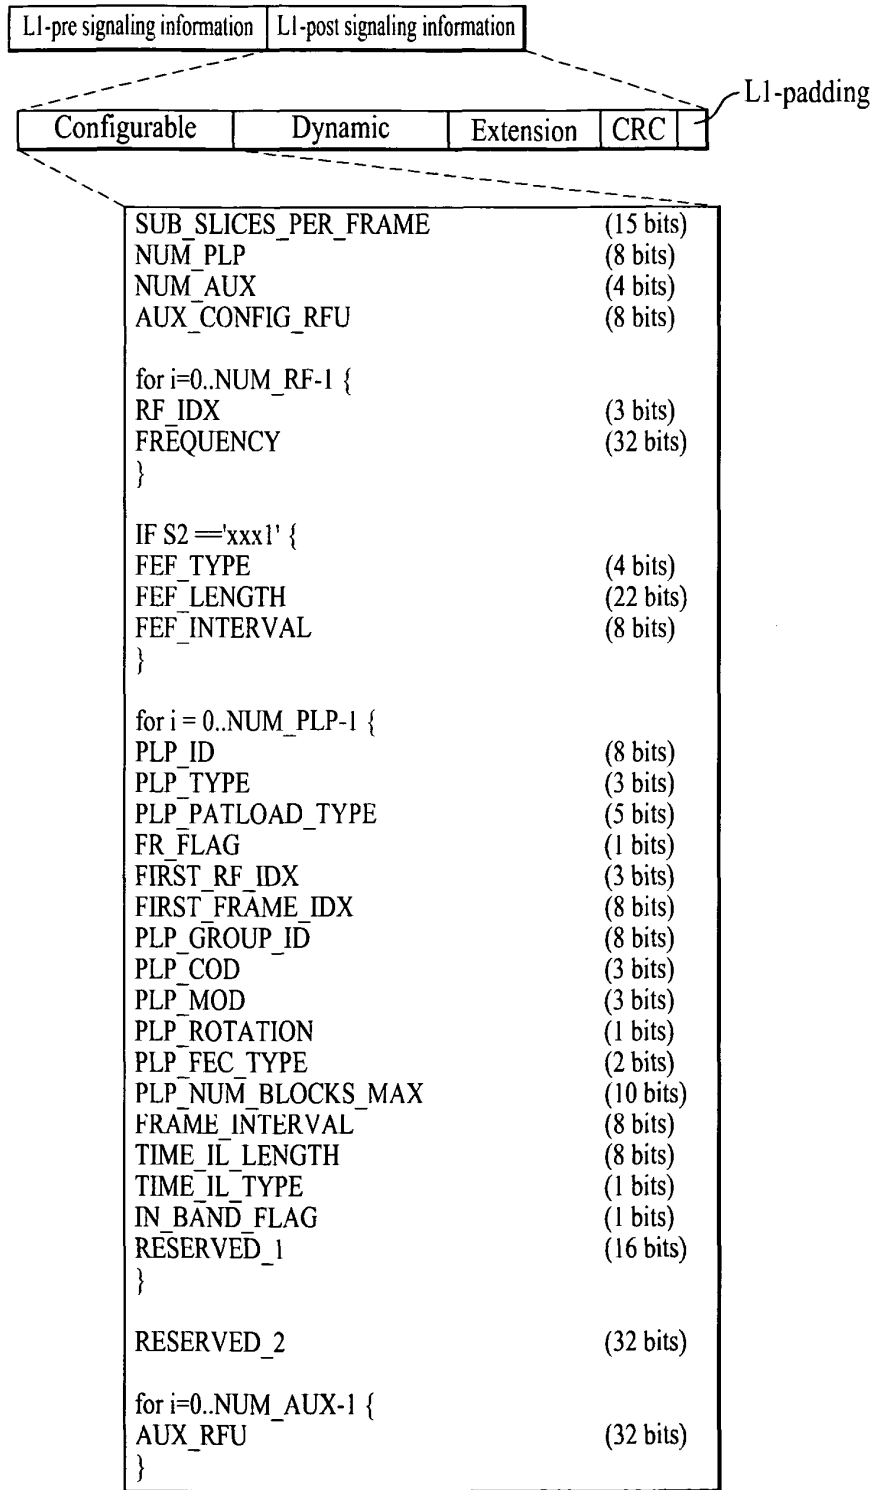 L1-pre signaling information L1-post signaling information
L1-padding
Configurable Dynamic Extension CRC
SUB_SLICES_PER_FRAME (15 bits)
NUM_PLP (8 bits)
NUM_AUX (4 bits)
AUX_CONFIG_RFU (8 bits)
for i=0..NUM_RF-1 {
RF_IDX (3 bits)
FREQUENCY (32 bits)
}
IF S2 =='xxx1' {
FEF_TYPE (4 bits)
FEF_LENGTH (22 bits)
FEF_INTERVAL (8 bits)
}
for i = 0..NUM_PLP-1 {
PLP_ID (8 bits)
PLP_TYPE (3 bits)
PLP_PATLOAD_TYPE (5 bits)
FR_FLAG (1 bits)
FIRST_RF_IDX (3 bits)
FIRST_FRAME_IDX (8 bits)
PLP_GROUP_ID (8 bits)
PLP_COD (3 bits)
PLP_MOD (3 bits)
PLP_ROTATION (1 bits)
PLP_FEC_TYPE (2 bits)
PLP_NUM_BLOCKS_MAX (10 bits)
FRAME_INTERVAL (8 bits)
TIME_IL_LENGTH (8 bits)
TIME_IL_TYPE (1 bits)
IN_BAND_FLAG (1 bits)
RESERVED_1 (16 bits)
}
RESERVED_2 (32 bits)
for i=0..NUM_AUX-1 {
AUX_RFU (32 bits)
}